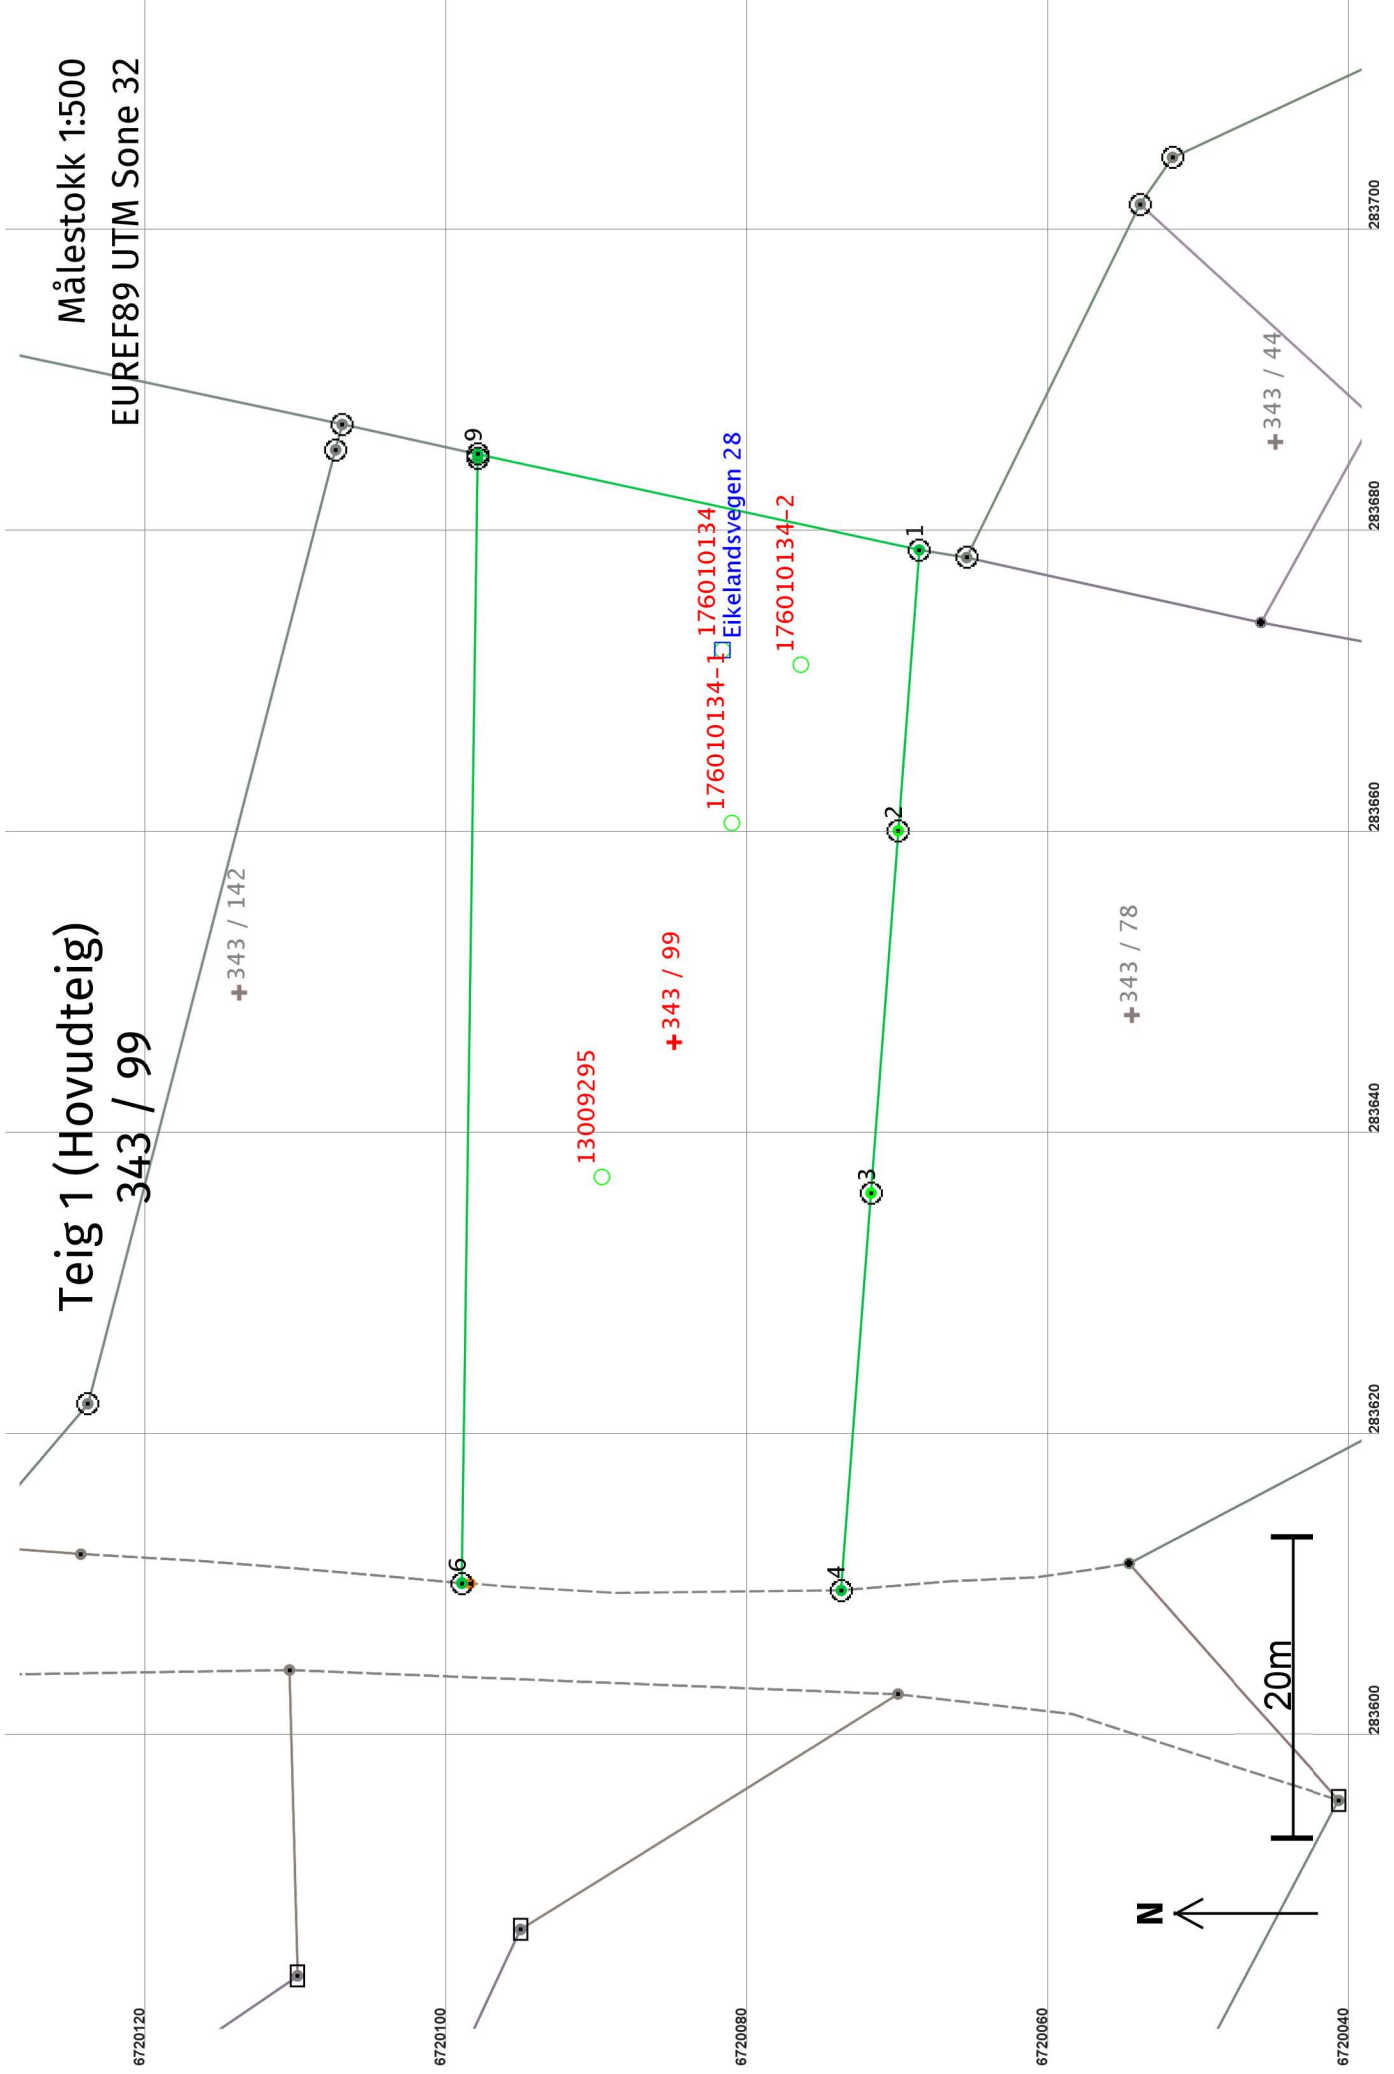 Teig 1 (Hovudteig)
343 / 99
Målestokk 1:500
EUREF89 UTM Sone 32
6720120
343 / 142
6720100
6
9
13009295
343 / 99
176010134-1
176010134
Eikelandsvegen 28
6720080
176010134-2
4
3
2
1
6720060
343 / 78
N
343 / 44
20m
6720040
283600
283620
283640
283660
283680
283700